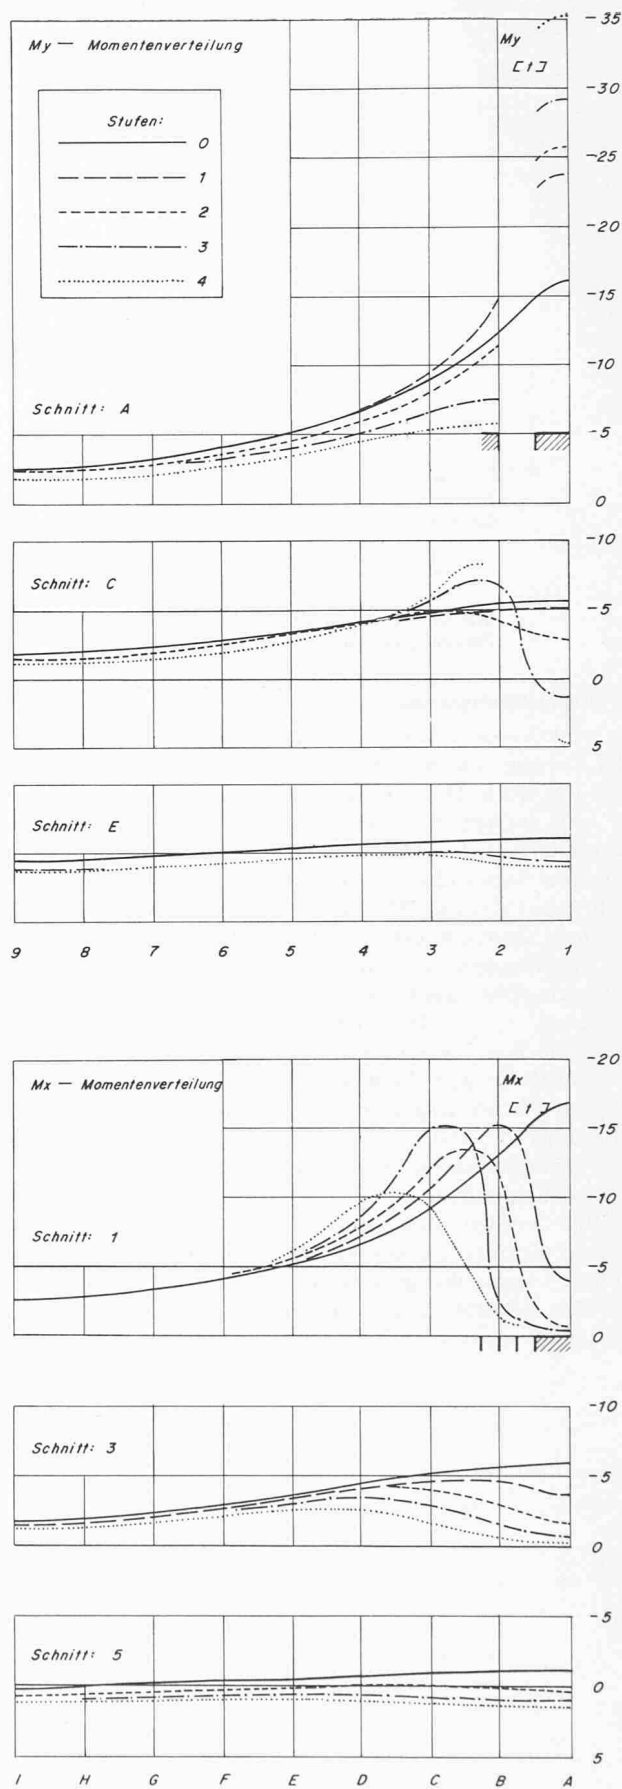 My — Momentenverteilung
My
[t]
Stufen:
0
1
2
3
4
-35
-30
-25
-20
-15
-10
-5
0
Schnitt: A
Schnitt: C
-10
-5
0
5
Schnitt: E
9 8 7 6 5 4 3 2 1
Mx — Momentenverteilung
Mx
[t]
-20
-15
-10
-5
0
Schnitt: 1
Schnitt: 3
-10
-5
0
Schnitt: 5
-5
0
5
I H G F E D C B A